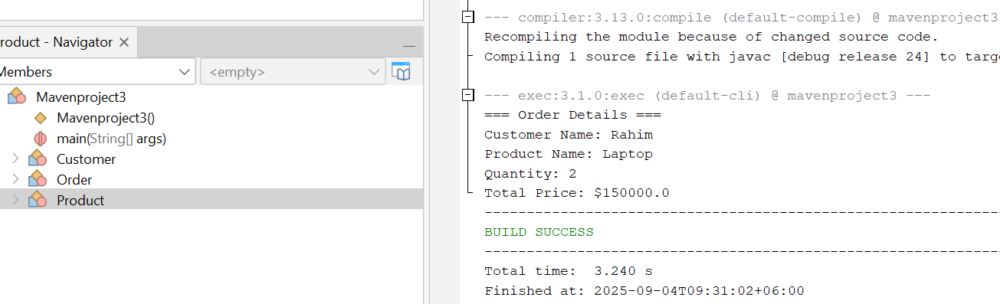 roduct - Navigator
Members
<empty>
Mavenproject3
Mavenproject3()
main(String[] args)
Customer
Order
Product
--- compiler:3.13.0:compile (default-compile) @ mavenproject3
Recompiling the module because of changed source code.
Compiling 1 source file with javac [debug release 24] to targe
--- exec:3.1.0:exec (default-cli) @ mavenproject3 ---
=== Order Details ===
Customer Name: Rahim
Product Name: Laptop
Quantity: 2
Total Price: $150000.0
------------------------------------------------------------------------
BUILD SUCCESS
------------------------------------------------------------------------
Total time:  3.240 s
Finished at: 2025-09-04T09:31:02+06:00